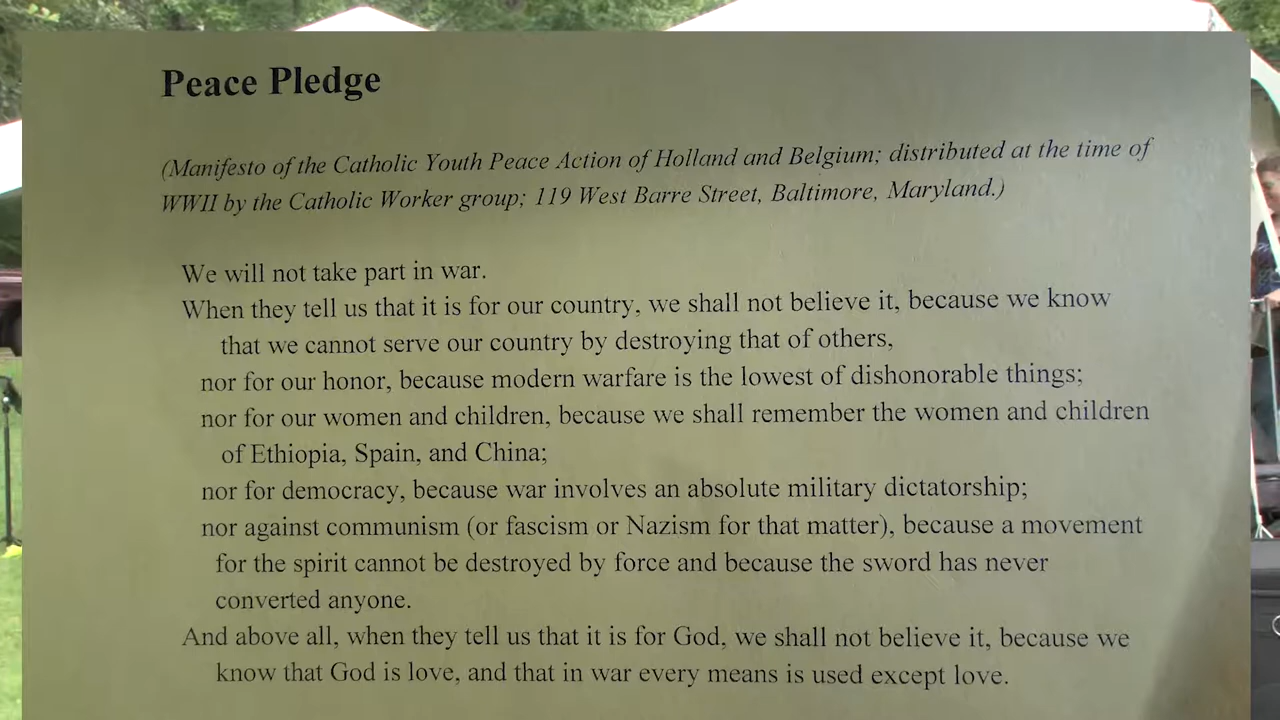 Peace Pledge
(Manifesto of the Catholic Youth Peace Action of Holland and Belgium; distributed at the time of
WWII by the Catholic Worker group; 119 West Barre Street, Baltimore, Maryland.)
We will not take part in war.
When they tell us that it is for our country, we shall not believe it, because we know
that we cannot serve our country by destroying that of others,
nor for our honor, because modern warfare is the lowest of dishonorable things;
nor for our women and children, because we shall remember the women and children
of Ethiopia, Spain, and China;
nor for democracy, because war involves an absolute military dictatorship;
nor against communism (or fascism or Nazism for that matter), because a movement
for the spirit cannot be destroyed by force and because the sword has never
converted anyone.
And above all, when they tell us that it is for God, we shall not believe it, because we
know that God is love, and that in war every means is used except love.